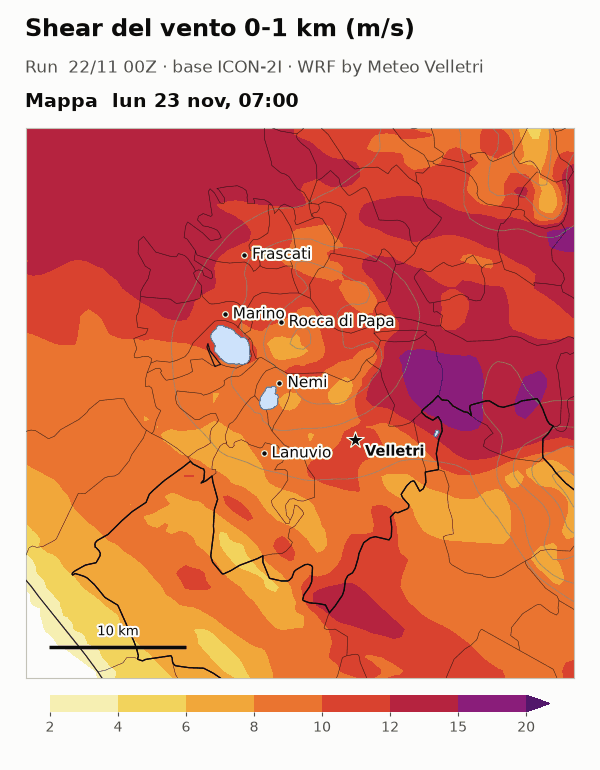 Shear del vento 0-1 km (m/s)
Run 22/11 00Z · base ICON-2I · WRF by Meteo Velletri
Mappa lun 23 nov, 07:00
Frascati
Marino
Rocca di Papa
Nemi
Lanuvio
Velletri
10 km
2 4 6 8 10 12 15 20